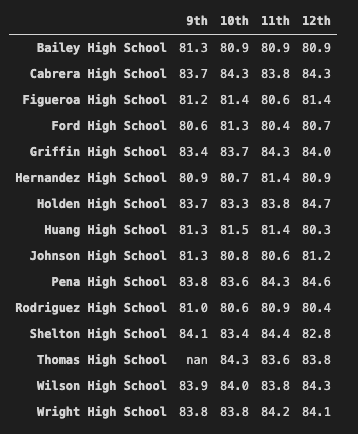 9th 10th 11th 12th
Bailey High School 81.3 80.9 80.9 80.9
Cabrera High School 83.7 84.3 83.8 84.3
Figueroa High School 81.2 81.4 80.6 81.4
Ford High School 80.6 81.3 80.4 80.7
Griffin High School 83.4 83.7 84.3 84.0
Hernandez High School 80.9 80.7 81.4 80.9
Holden High School 83.7 83.3 83.8 84.7
Huang High School 81.3 81.5 81.4 80.3
Johnson High School 81.3 80.8 80.6 81.2
Pena High School 83.8 83.6 84.3 84.6
Rodriguez High School 81.0 80.6 80.9 80.4
Shelton High School 84.1 83.4 84.4 82.8
Thomas High School nan 84.3 83.6 83.8
Wilson High School 83.9 84.0 83.8 84.3
Wright High School 83.8 83.8 84.2 84.1